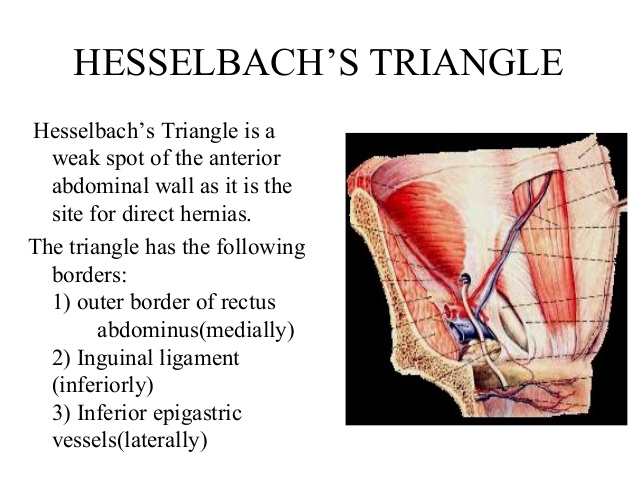 HESSELBACH’S TRIANGLE
Hesselbach’s Triangle is a
weak spot of the anterior
abdominal wall as it is the
site for direct hernias.
The triangle has the following
borders:
1) outer border of rectus
abdominus(medially)
2) Inguinal ligament
(inferiorly)
3) Inferior epigastric
vessels(laterally)